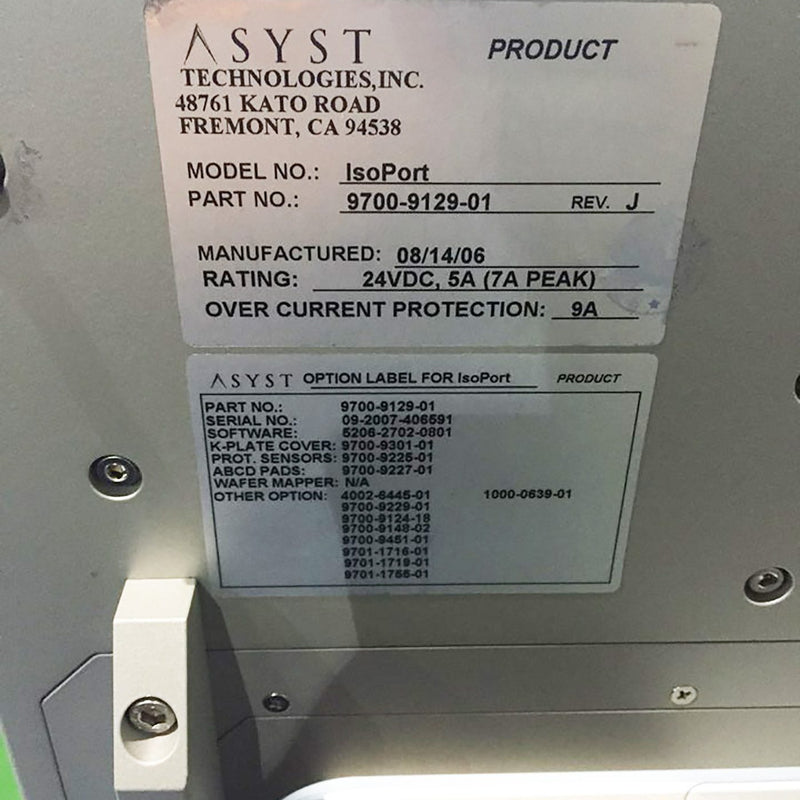 ASYST PRODUCT
TECHNOLOGIES,INC.
48761 KATO ROAD
FREMONT, CA 94538
MODEL NO.: IsoPort
PART NO.: 9700-9129-01 REV. J
MANUFACTURED: 08/14/06
RATING: 24VDC, 5A (7A PEAK)
OVER CURRENT PROTECTION: 9A
ASYST OPTION LABEL FOR IsoPort PRODUCT
PART NO.: 9700-9129-01
SERIAL NO.: 09-2007-406591
SOFTWARE: 5206-2702-0801
K-PLATE COVER: 9700-9301-01
PROT. SENSORS: 9700-9225-01
ABCD PADS: 9700-9227-01
WAFER MAPPER: N/A
OTHER OPTION: 4002-6445-01 1000-0639-01
9700-9229-01
9700-9124-18
9700-9148-02
9700-9451-01
9701-1716-01
9701-1719-01
9701-1755-01